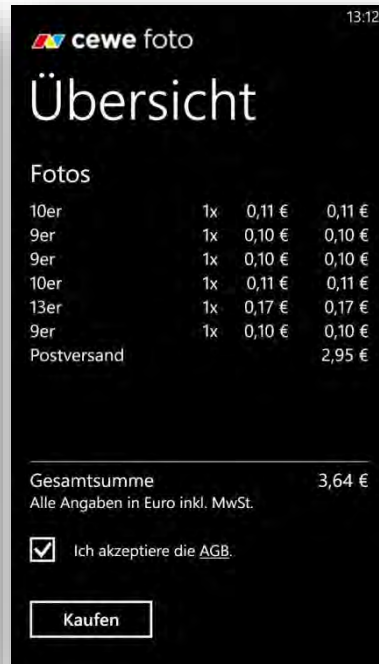 13:12
cewe foto
Übersicht
Fotos
10er 1x 0,11 € 0,11 €
9er 1x 0,10 € 0,10 €
9er 1x 0,10 € 0,10 €
10er 1x 0,11 € 0,11 €
13er 1x 0,17 € 0,17 €
9er 1x 0,10 € 0,10 €
Postversand 2,95 €
Gesamtsumme 3,64 €
Alle Angaben in Euro inkl. MwSt.
Ich akzeptiere die AGB.
Kaufen